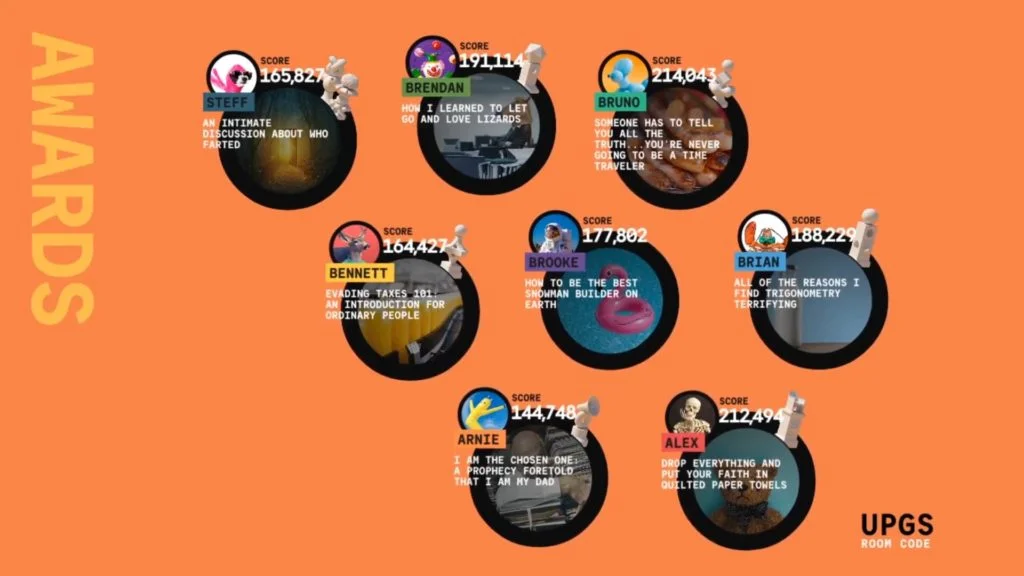 AWARDS
SCORE
165,827
STEFF
AN INTIMATE
DISCUSSION ABOUT WHO
FARTED
SCORE
191,114
BRENDAN
HOW I LEARNED TO LET
GO AND LOVE LIZARDS
SCORE
214,043
BRUNO
SOMEONE HAS TO TELL
YOU ALL THE
TRUTH...YOU'RE NEVER
GOING TO BE A TIME
TRAVELER
SCORE
164,427
BENNETT
EVADING TAXES 101:
AN INTRODUCTION FOR
ORDINARY PEOPLE
SCORE
177,802
BROOKE
HOW TO BE THE BEST
SNOWMAN BUILDER ON
EARTH
SCORE
188,229
BRIAN
ALL OF THE REASONS I
FIND TRIGONOMETRY
TERRIFYING
SCORE
144,748
ARNIE
I AM THE CHOSEN ONE:
A PROPHECY FORETOLD
THAT I AM MY DAD
SCORE
212,494
ALEX
DROP EVERYTHING AND
PUT YOUR FAITH IN
QUILTED PAPER TOWELS
UPGS
ROOM CODE